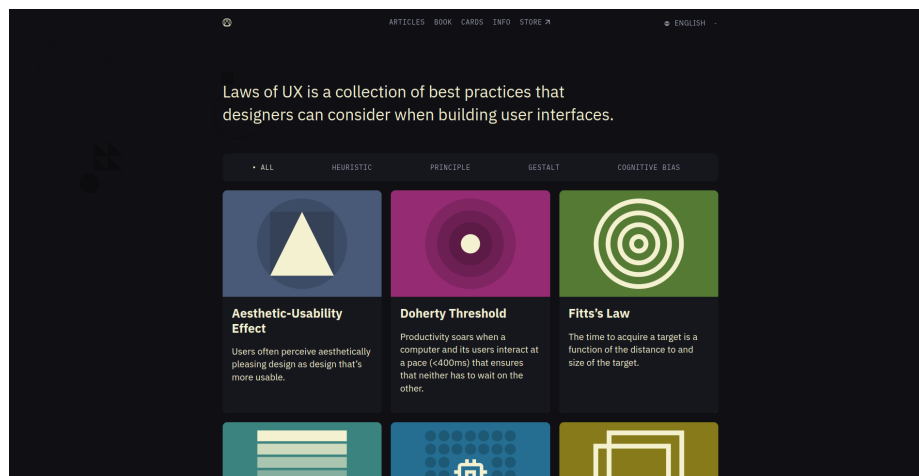 ARTICLES BOOK CARDS INFO STORE ↗
ENGLISH
Laws of UX is a collection of best practices that
designers can consider when building user interfaces.
• ALL HEURISTIC PRINCIPLE GESTALT COGNITIVE BIAS
Aesthetic-Usability
Effect
Users often perceive aesthetically
pleasing design as design that’s
more usable.
Doherty Threshold
Productivity soars when a
computer and its users interact at
a pace (<400ms) that ensures
that neither has to wait on the
other.
Fitts’s Law
The time to acquire a target is a
function of the distance to and
size of the target.